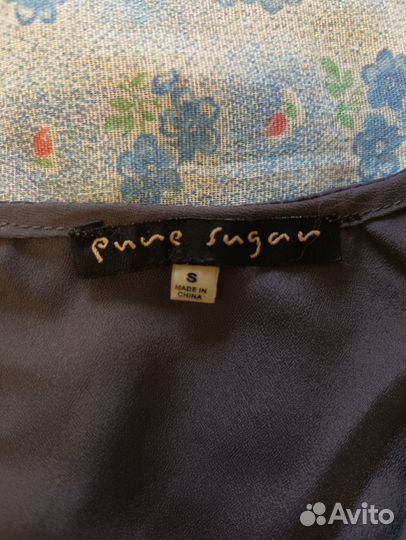 pure sugar
S
MADE IN
CHINA
Avito